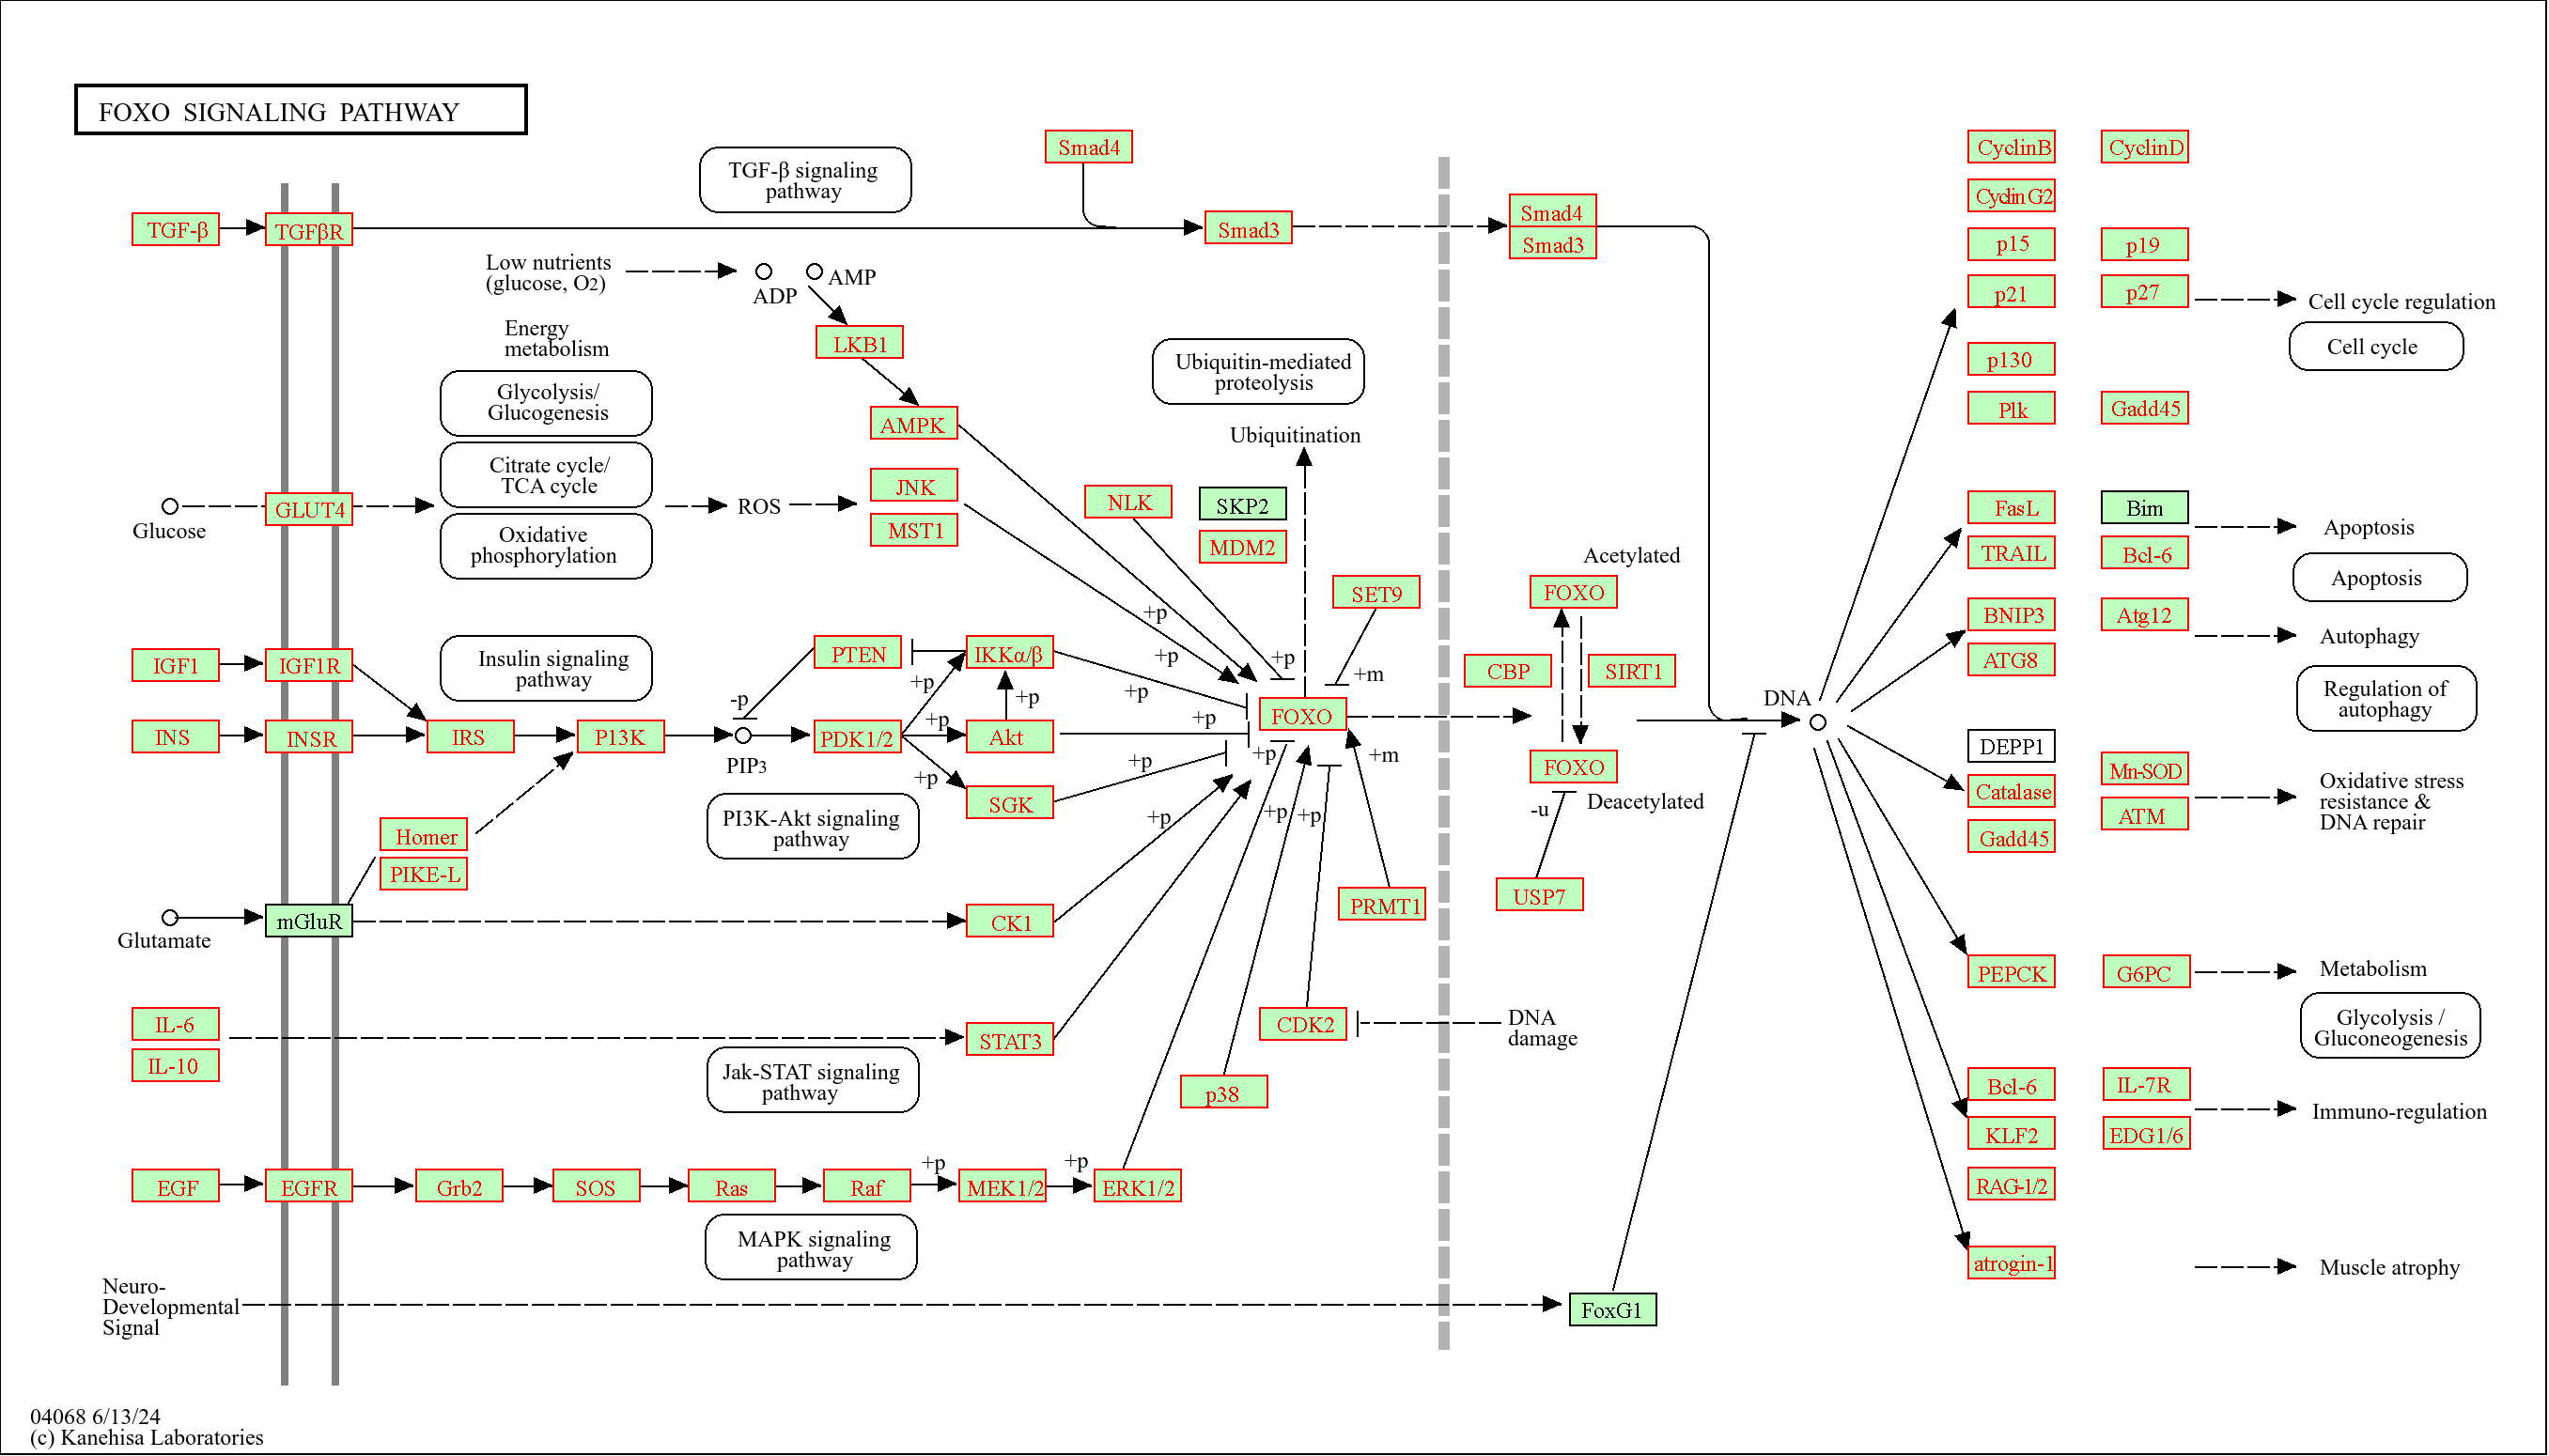 FOXO SIGNALING PATHWAY
Smad4
CyclinB
CyclinD
TGF-β signaling
pathway
CyclinG2
TGF-β
TGFβR
Smad3
Smad4
Smad3
p15
p19
Low nutrients
(glucose, O2)
ADP
AMP
p21
p27
Cell cycle regulation
Energy
metabolism
LKB1
Cell cycle
Ubiquitin-mediated
proteolysis
p130
Glycolysis/
Glucogenesis
AMPK
Plk
Gadd45
Ubiquitination
Citrate cycle/
TCA cycle
JNK
NLK
SKP2
FasL
Bim
Glucose
GLUT4
ROS
MST1
MDM2
Apoptosis
Oxidative
phosphorylation
Acetylated
TRAIL
Bcl-6
Apoptosis
SET9
FOXO
+p
BNIP3
Atg12
Autophagy
IGF1
IGF1R
Insulin signaling
pathway
PTEN
IKKα/β
+p
+p
+m
CBP
SIRT1
ATG8
+p
+p
+p
-p
DNA
Regulation of
autophagy
INS
INSR
IRS
P13K
PIP3
PDK1/2
+p
Akt
+p
FOXO
DEPP1
+p
+p
+p
+m
FOXO
Mn-SOD
Oxidative stress
resistance &
DNA repair
SGK
Deacetylated
Catalase
ATM
PI3K-Akt signaling
pathway
+p
+p
+p
-u
Homer
Gadd45
PIKE-L
USP7
PRMT1
Glutamate
mGluR
CK1
PEPCK
G6PC
Metabolism
IL-6
IL-10
STAT3
CDK2
DNA
damage
Glycolysis /
Gluconeogenesis
Jak-STAT signaling
pathway
p38
Bcl-6
IL-7R
Immuno-regulation
KLF2
EDG1/6
EGF
EGFR
Grb2
SOS
Ras
Raf
+p
MEK1/2
+p
ERK1/2
RAG-1/2
MAPK signaling
pathway
atrogin-1
Muscle atrophy
Neuro-
Developmental
Signal
FoxG1
04068 6/13/24
(c) Kanehisa Laboratories